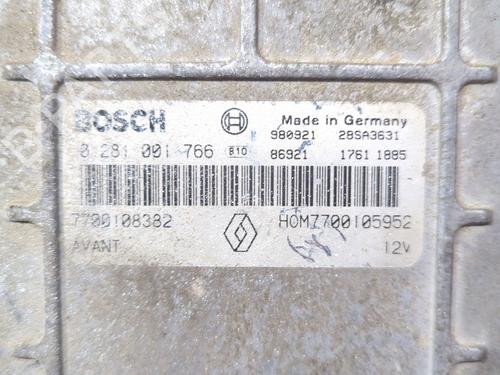 BOSCH Made in Germany
980921 28SA3631
0 281 001 766 B10 86921 1761 1885
7700108382 HOM7700105952
AVANT 12V